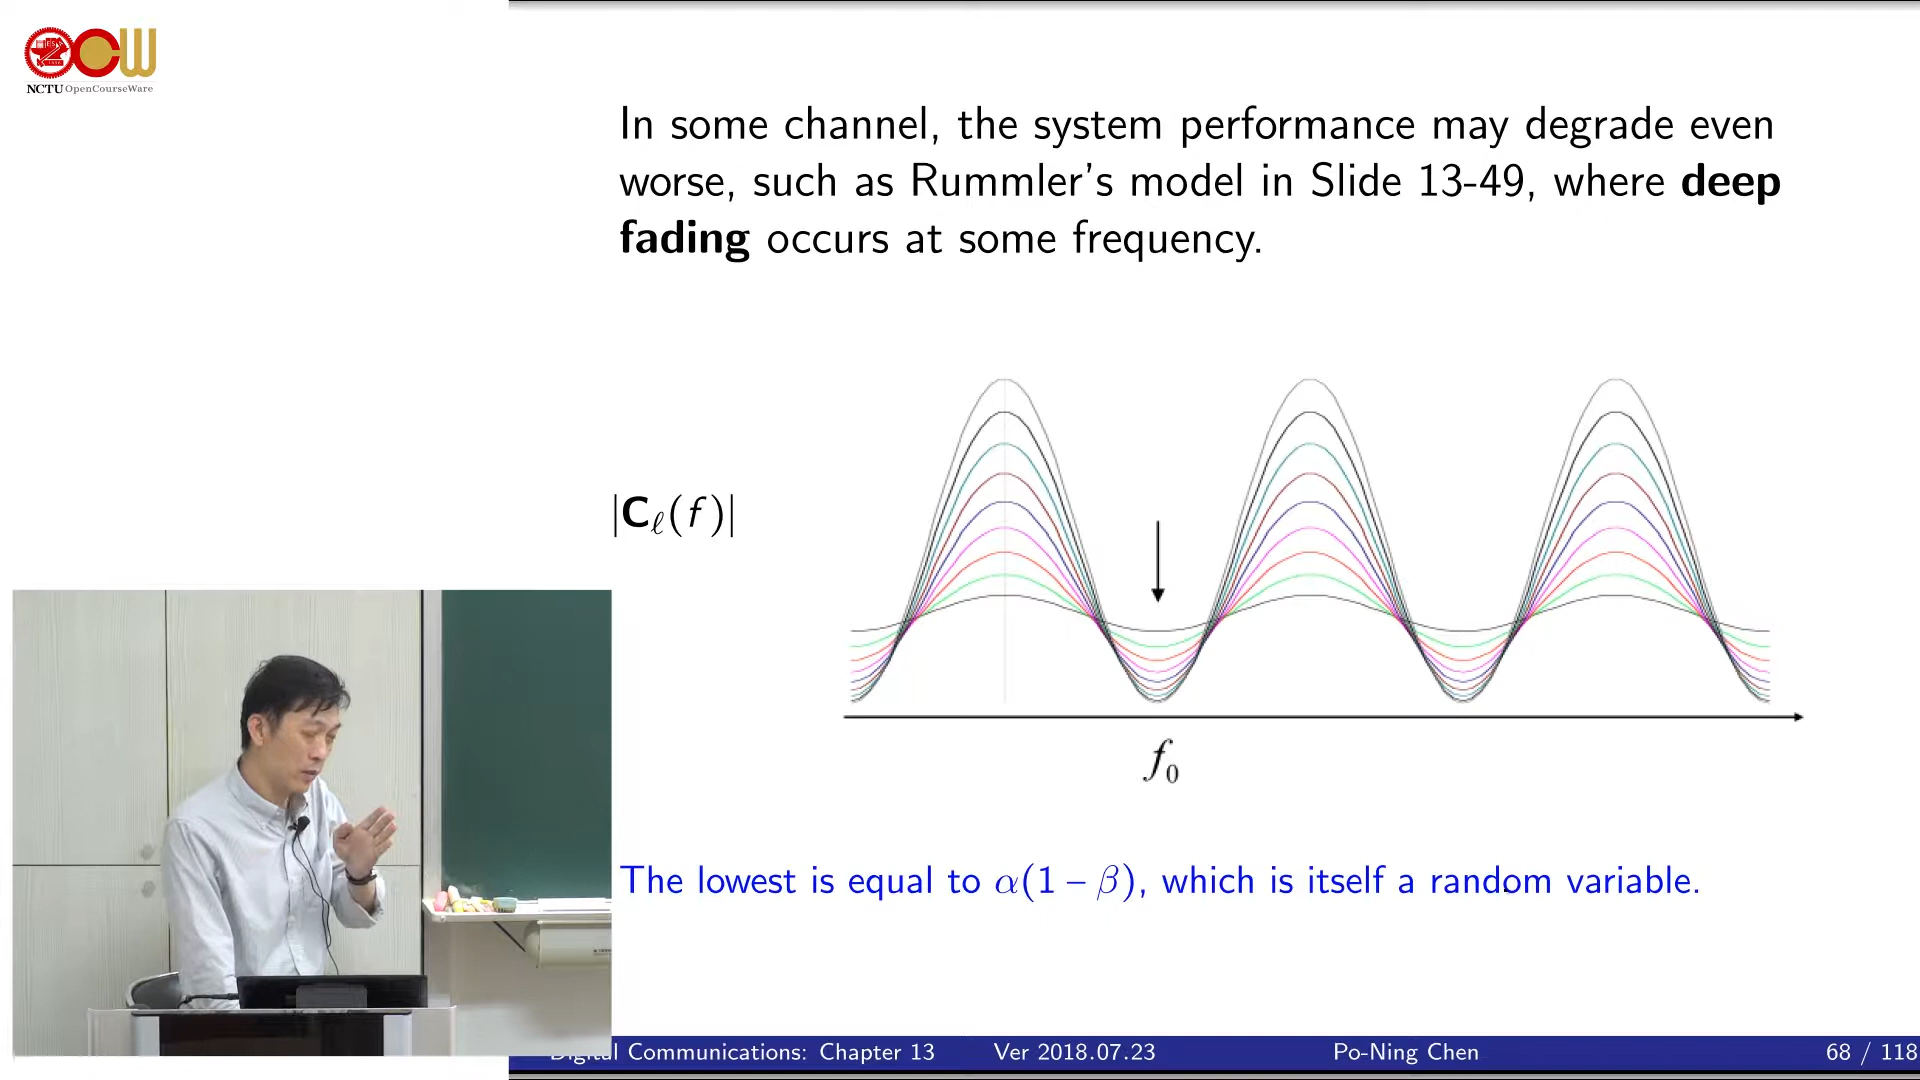 NCTU OpenCourseWare
In some channel, the system performance may degrade even
worse, such as Rummler's model in Slide 13-49, where deep
fading occurs at some frequency.
|C_ℓ(f)|
f₀
The lowest is equal to α(1 − β), which is itself a random variable.
Digital Communications: Chapter 13 Ver 2018.07.23 Po-Ning Chen 68 / 118